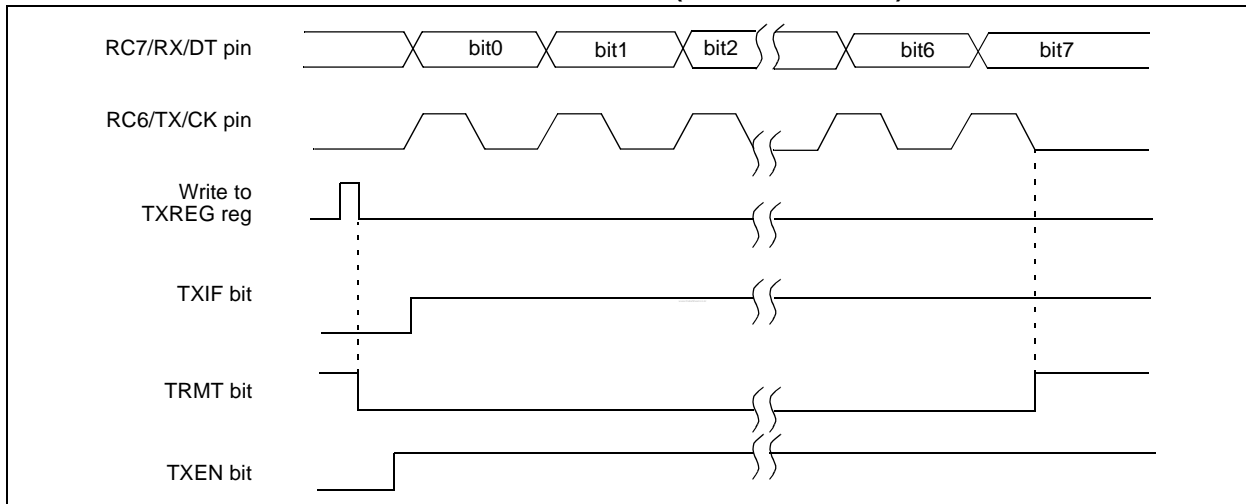 RC7/RX/DT pin
bit0 bit1 bit2 bit6 bit7
RC6/TX/CK pin
Write to
TXREG reg
TXIF bit
TRMT bit
TXEN bit